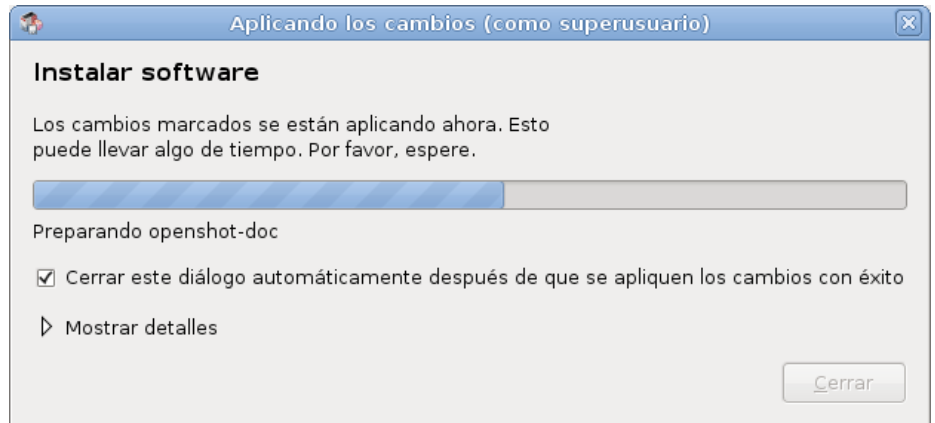 Aplicando los cambios (como superusuario)
Instalar software
Los cambios marcados se están aplicando ahora. Esto
puede llevar algo de tiempo. Por favor, espere.
Preparando openshot-doc
Cerrar este diálogo automáticamente después de que se apliquen los cambios con éxito
Mostrar detalles
Cerrar